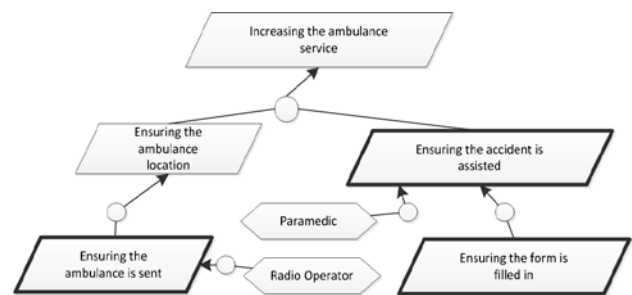 Increasing the ambulance
service
Ensuring the
ambulance
location
Ensuring the accident is
assisted
Paramedic
Ensuring the
ambulance is sent
Radio Operator
Ensuring the form is
filled in